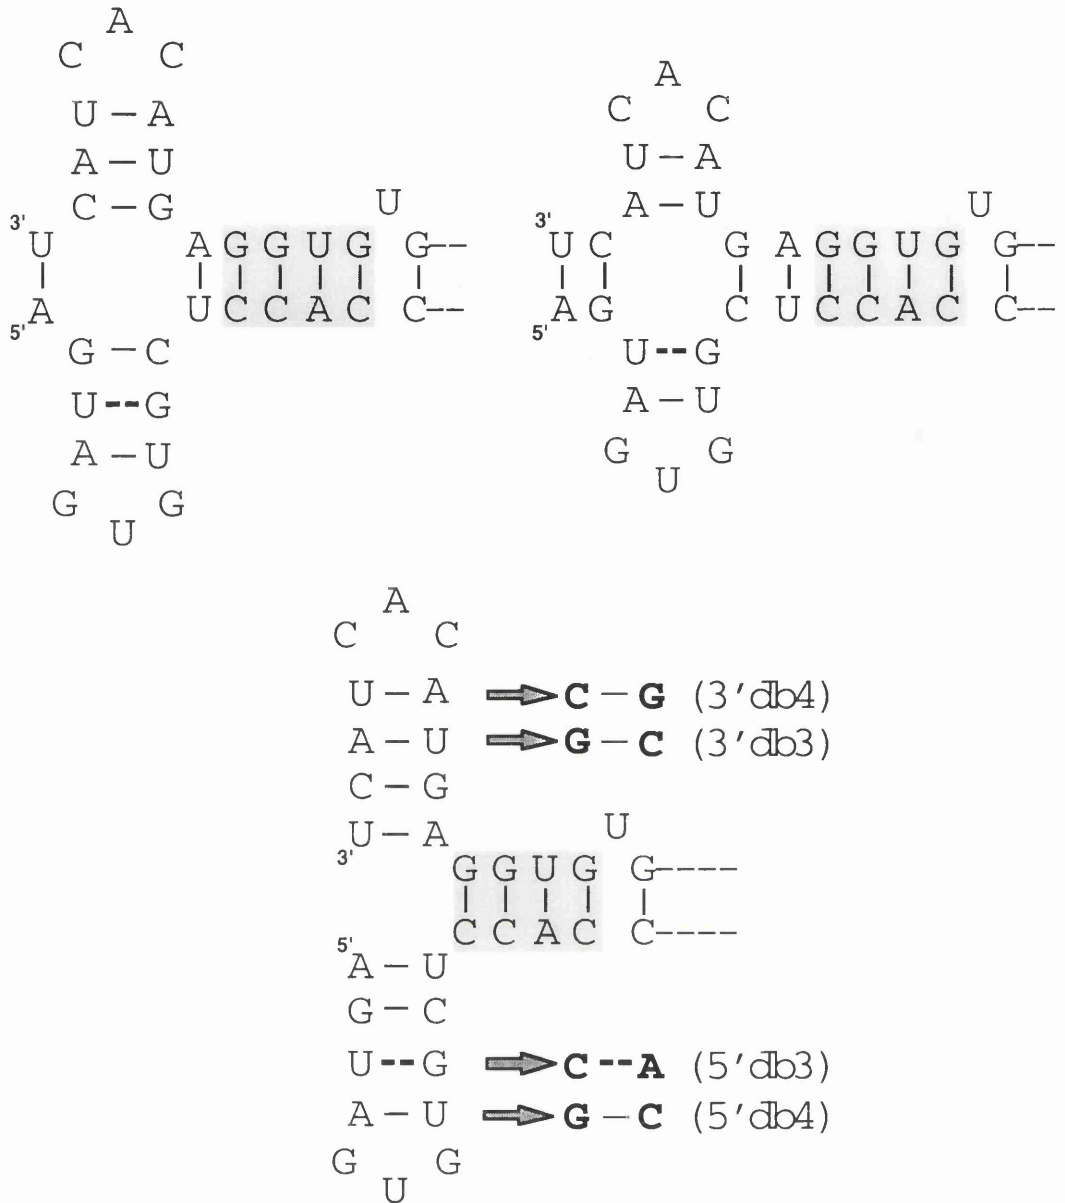 A A
C C C C
U – A U – A
A – U A – U
C – G U U
3' U A G G U G G-- 3' U C G A G G U G G--
5' A U C C A C C-- 5' A G C U C C A C C--
G – C U -- G
U -- G A – U
A – U G G
G G U
U
A
C C
U – A C – G (3'db4)
A – U G – C (3'db3)
C – G
U – A U
3' G G U G G----
5' C C A C C----
A – U
G – C
U -- G C -- A (5'db3)
A – U G – C (5'db4)
G G
U